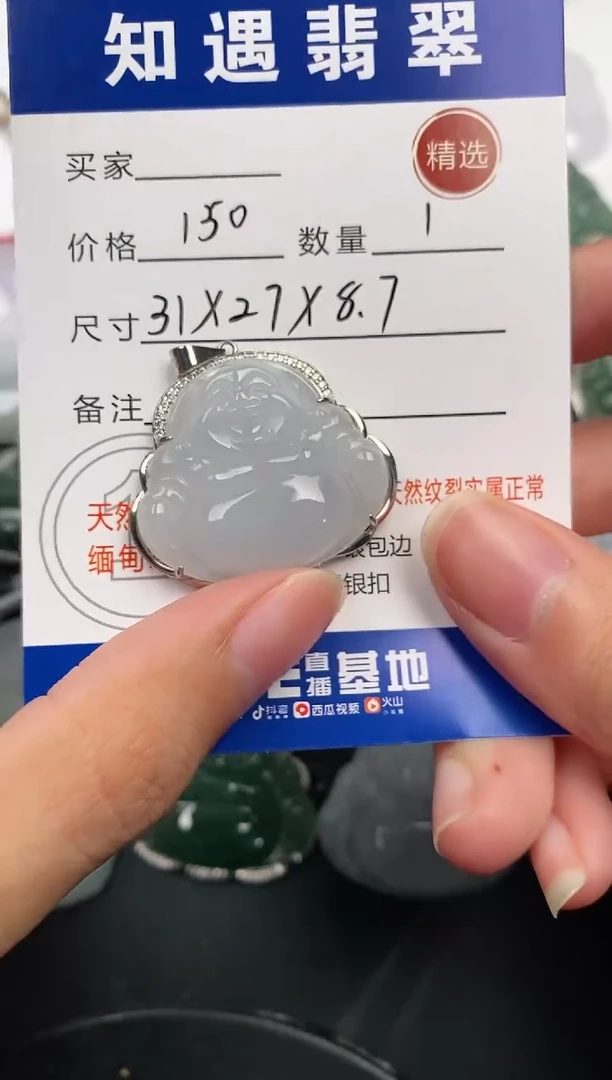 知遇翡翠
精选
买家
价格 150 数量 1
尺寸 31X27X8.7
备注
天然 天然纹裂实属正常
缅甸 银包边
银扣
直播基地
抖音 西瓜视频 火山